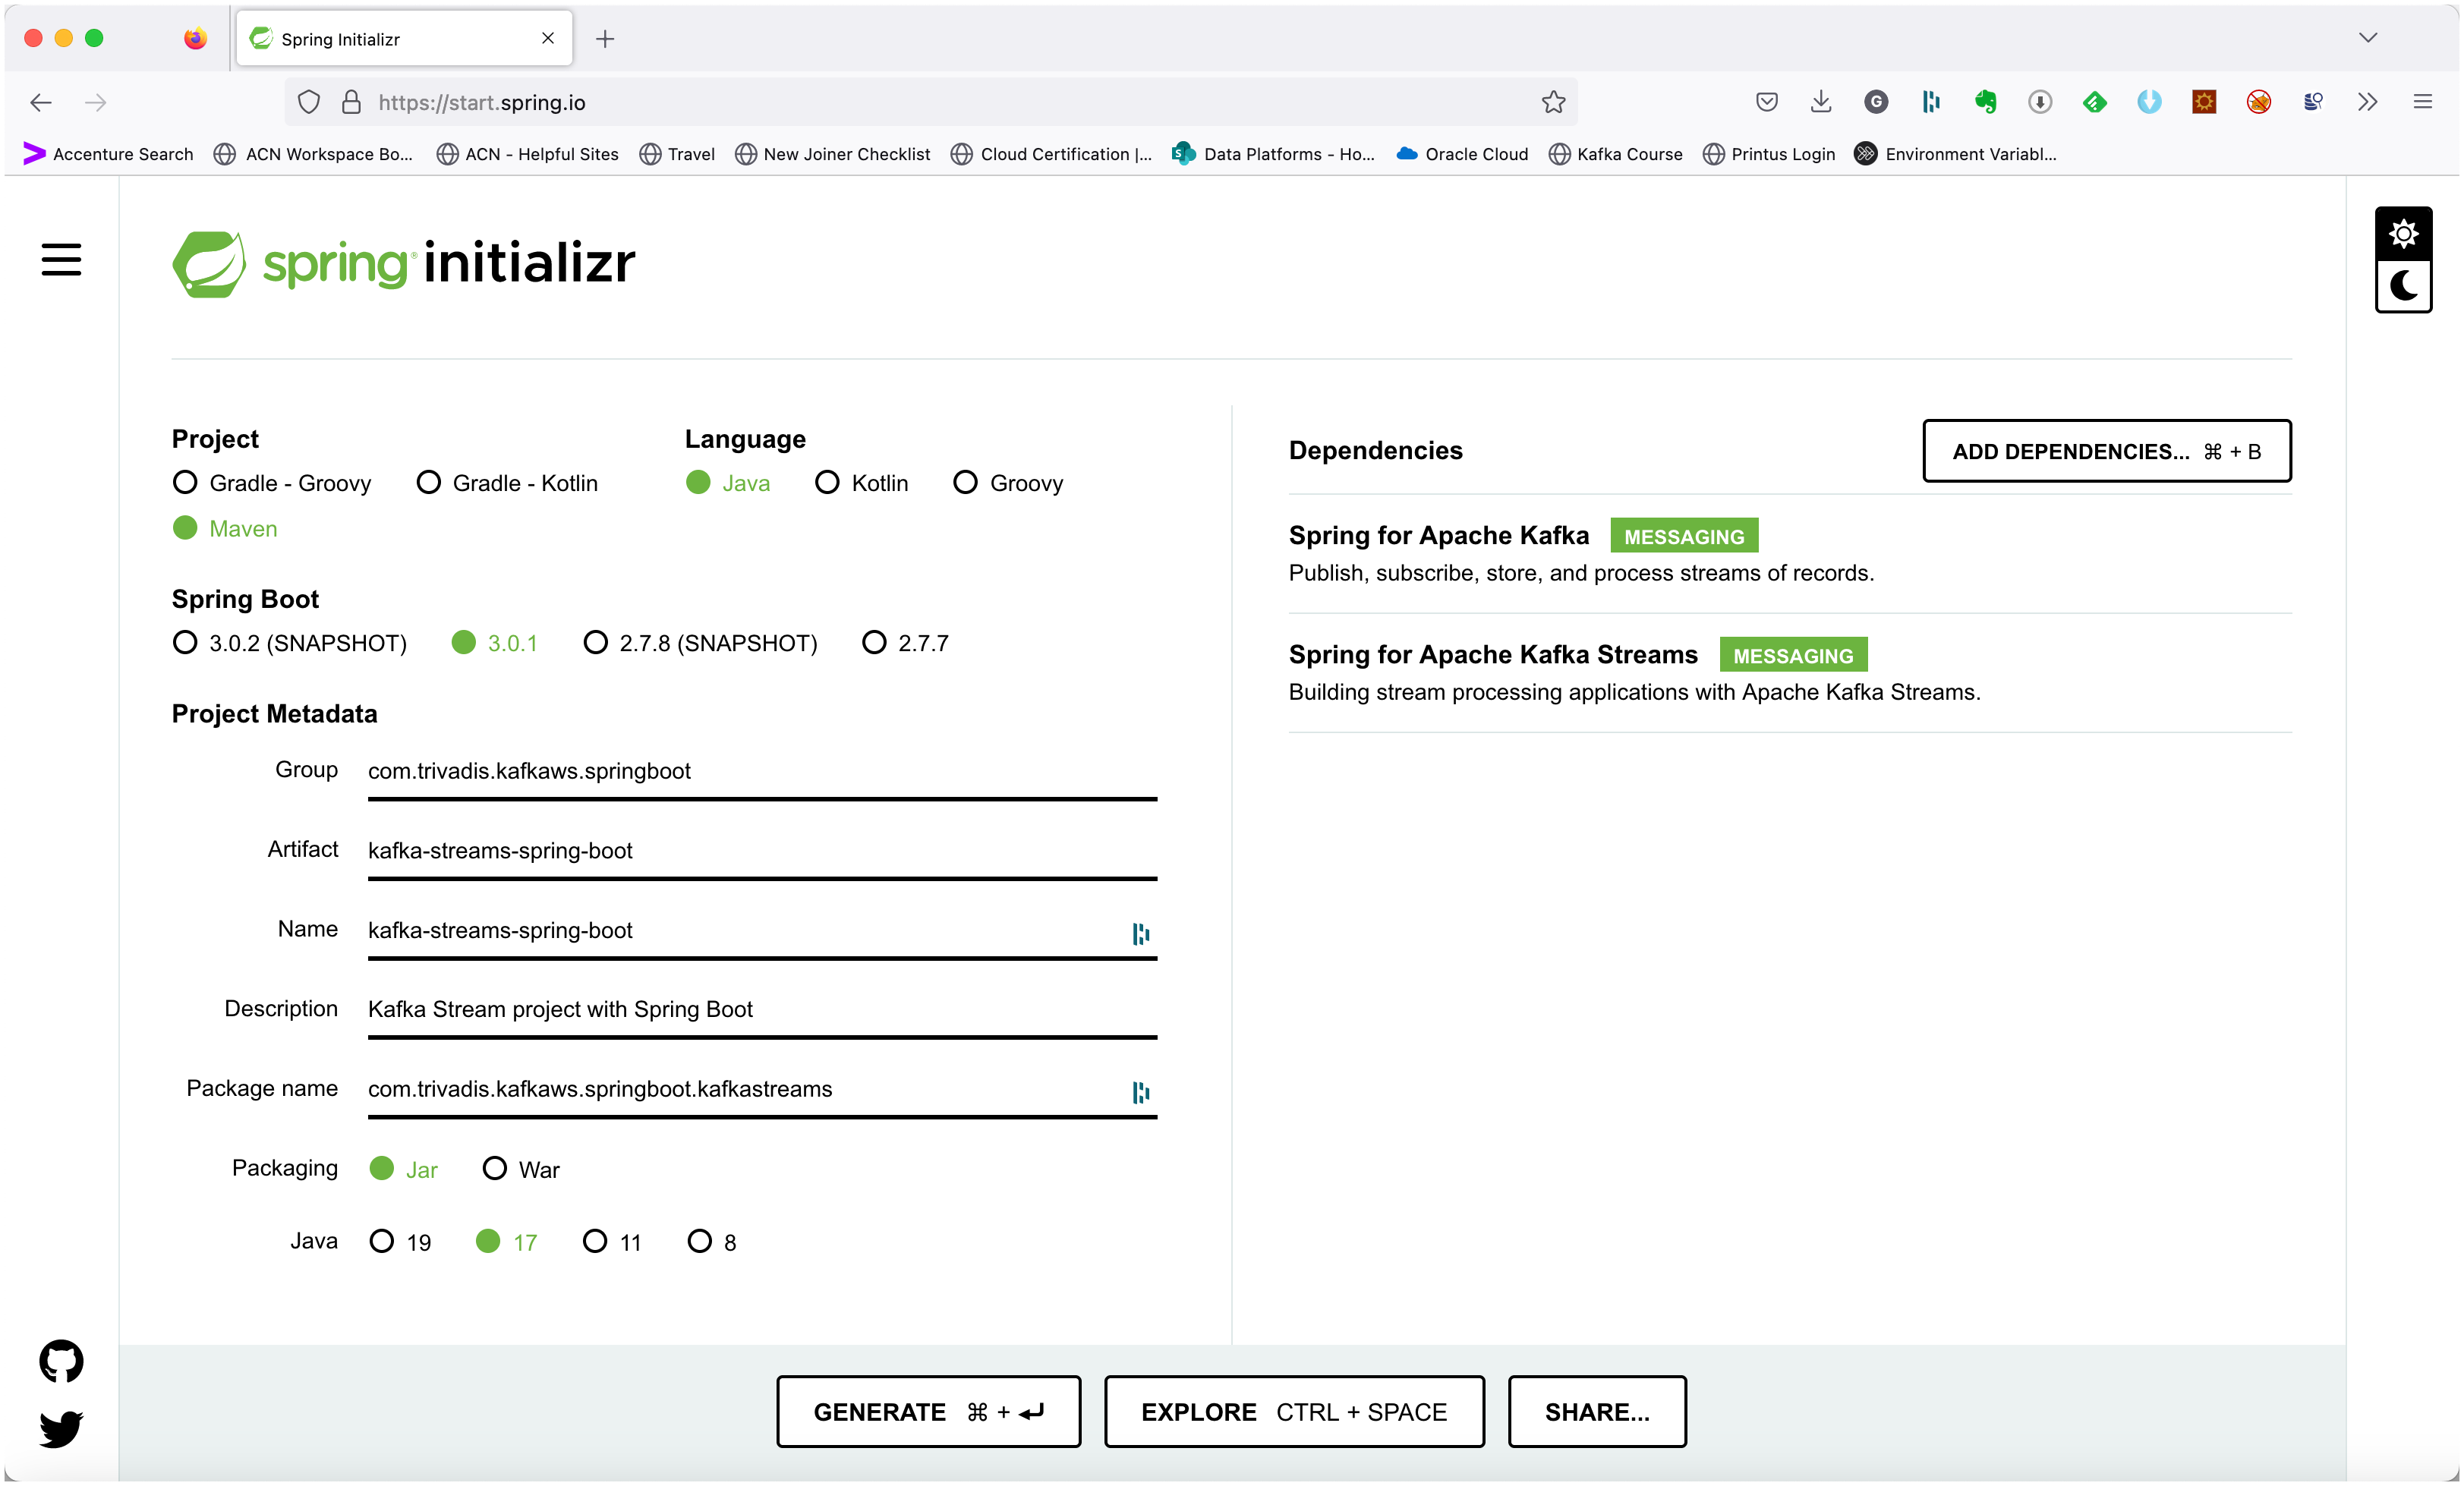 Spring Initializr
https://start.spring.io
Accenture Search ACN Workspace Bo... ACN - Helpful Sites Travel New Joiner Checklist Cloud Certification |... Data Platforms - Ho... Oracle Cloud Kafka Course Printus Login Environment Variabl...
spring® initializr
Project
Gradle - Groovy Gradle - Kotlin
Maven
Language
Java Kotlin Groovy
Spring Boot
3.0.2 (SNAPSHOT) 3.0.1 2.7.8 (SNAPSHOT) 2.7.7
Project Metadata
Group com.trivadis.kafkaws.springboot
Artifact kafka-streams-spring-boot
Name kafka-streams-spring-boot
Description Kafka Stream project with Spring Boot
Package name com.trivadis.kafkaws.springboot.kafkastreams
Packaging Jar War
Java 19 17 11 8
Dependencies
ADD DEPENDENCIES... ⌘ + B
Spring for Apache Kafka MESSAGING
Publish, subscribe, store, and process streams of records.
Spring for Apache Kafka Streams MESSAGING
Building stream processing applications with Apache Kafka Streams.
GENERATE ⌘ + ⏎
EXPLORE CTRL + SPACE
SHARE...